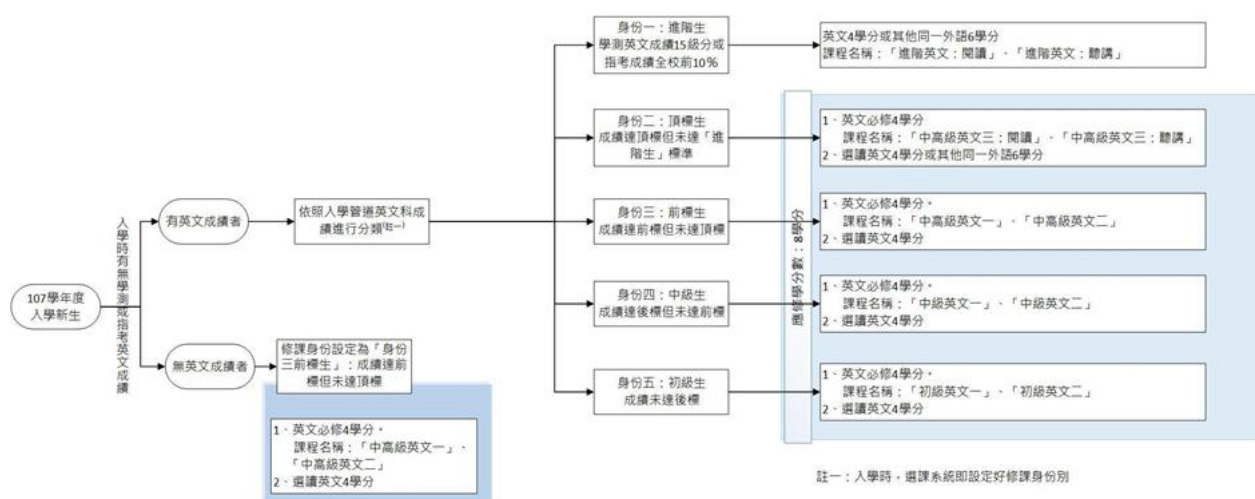 107學年度
入學新生
入學時有無學測或指考英文成績
有英文成績者
無英文成績者
依照入學管道英文科成
績進行分類(註一)
修課身份設定為「身份
三前標生」：成績達前
標但未達頂標
1、英文必修4學分。
課程名稱：「中高級英文一」、
「中高級英文二」
2、選讀英文4學分
身份一：進階生
學測英文成績15級分或
指考成績全校前10%
身份二：頂標生
成績達頂標但未達「進
階生」標準
身份三：前標生
成績達前標但未達頂標
身份四：中級生
成績達後標但未達前標
身份五：初級生
成績未達後標
應修學分數：8學分
英文4學分或其他同一外語6學分
課程名稱：「進階英文：閱讀」、「進階英文：聽講」
1、英文必修4學分
課程名稱：「中高級英文三：閱讀」、「中高級英文三：聽講」
2、選讀英文4學分或其他同一外語6學分
1、英文必修4學分。
課程名稱：「中高級英文一」、「中高級英文二」
2、選讀英文4學分
1、英文必修4學分。
課程名稱：「中級英文一」、「中級英文二」
2、選讀英文4學分
1、英文必修4學分。
課程名稱：「初級英文一」、「初級英文二」
2、選讀英文4學分
註一：入學時，選課系統即設定好修課身份別